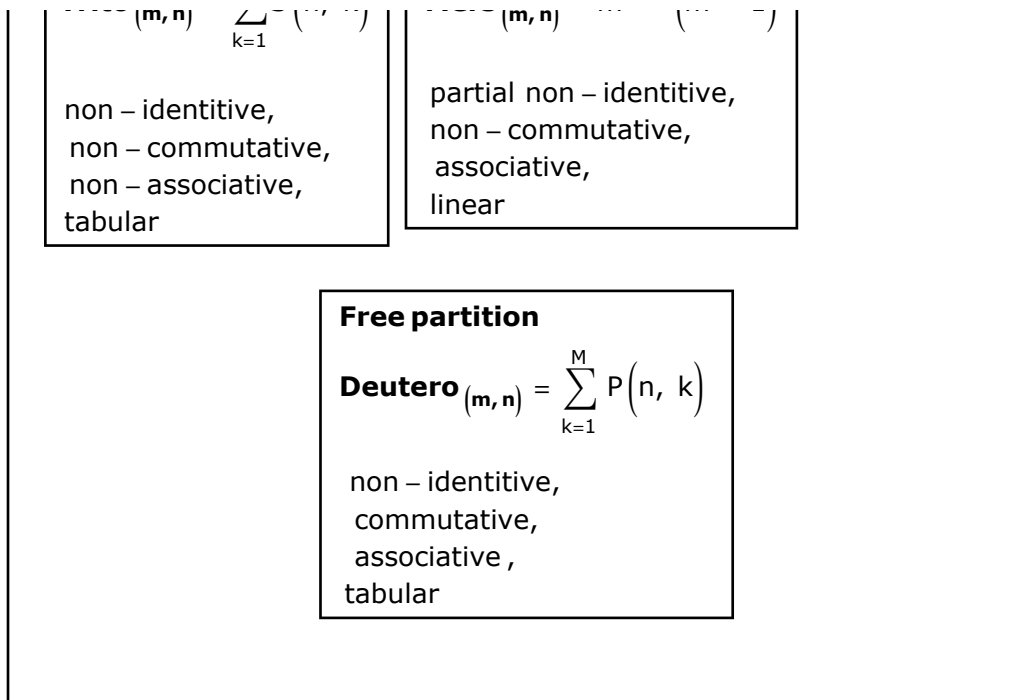 (m, n)
k=1
non – identitive,
non – commutative,
non – associative,
tabular
(m, n)
partial non – identitive,
non – commutative,
associative,
linear
Free partition
Deutero (m, n) = M ∑ k=1 P(n, k)
non – identitive,
commutative,
associative ,
tabular